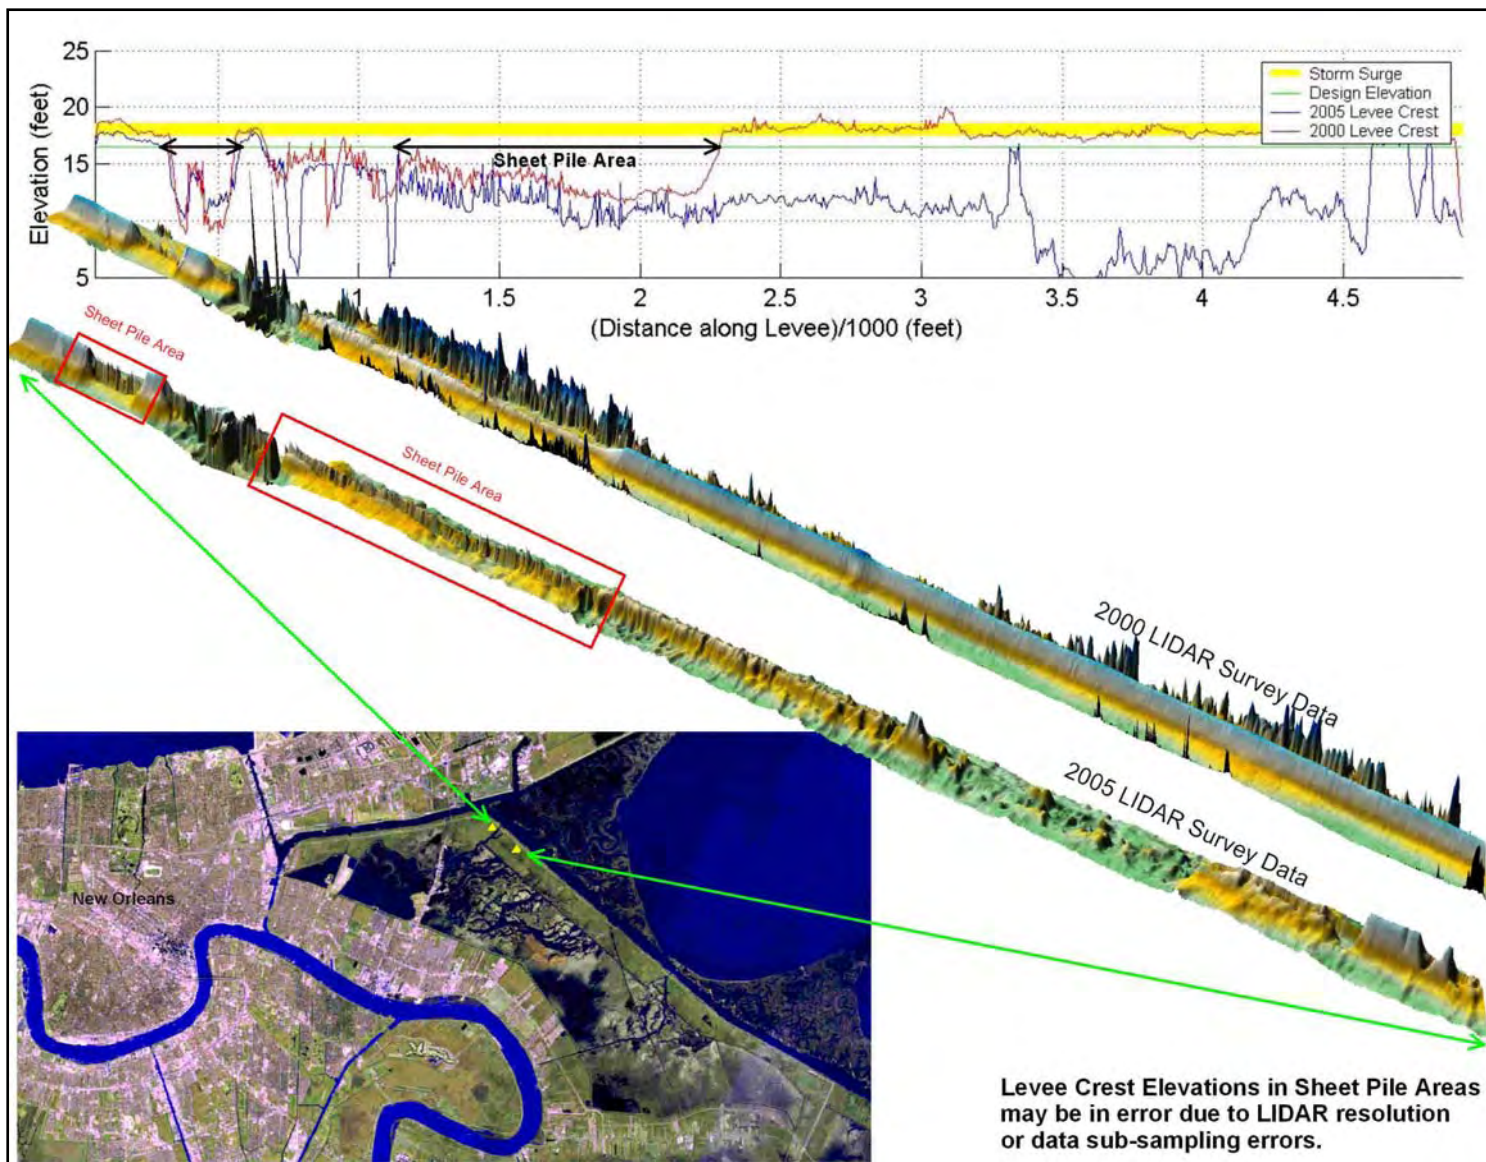 25
20
15
10
5
Elevation (feet)
Storm Surge
Design Elevation
2005 Levee Crest
2000 Levee Crest
Sheet Pile Area
1
1.5
2
2.5
3
3.5
4
4.5
(Distance along Levee)/1000 (feet)
Sheet Pile Area
Sheet Pile Area
2000 LIDAR Survey Data
2005 LIDAR Survey Data
New Orleans
Levee Crest Elevations in Sheet Pile Areas
may be in error due to LIDAR resolution
or data sub-sampling errors.